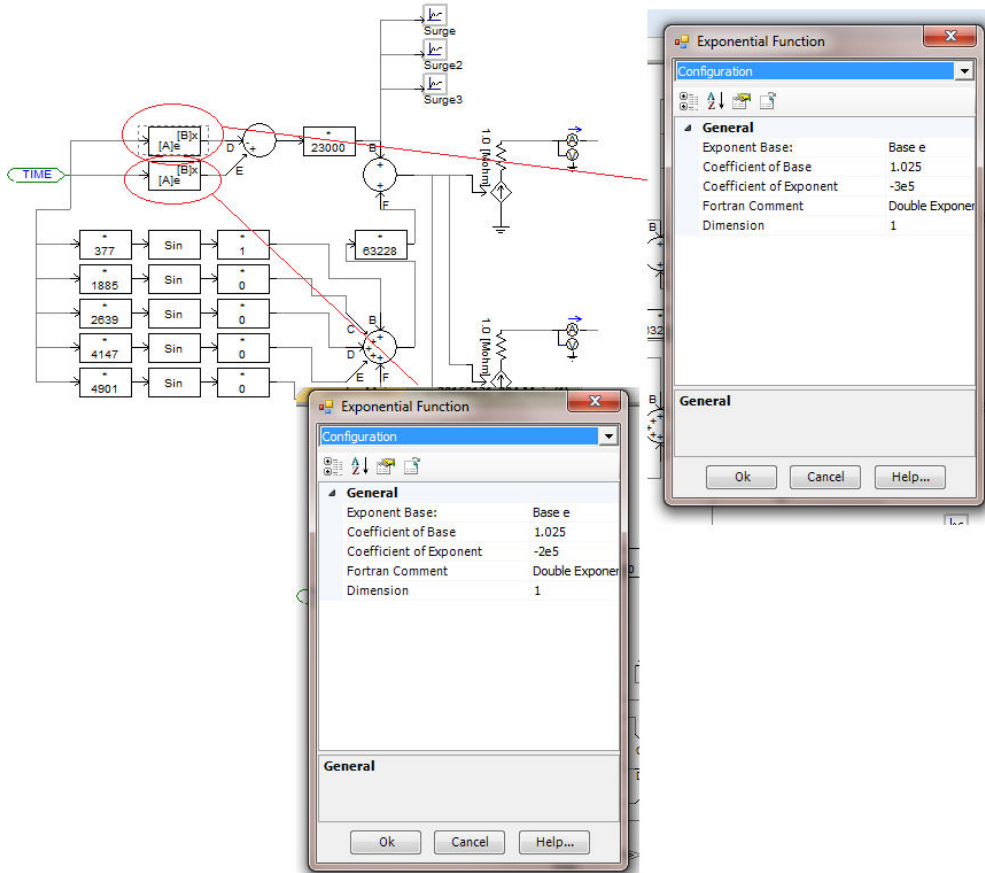 Surge
Surge2
Surge3
[B]x
[A]e
[B]x
[A]e
TIME
D
E
- +
*
23000
B
+
+
F
1.0 [Mohm]
A
V
*
377
Sin
*
1
*
1885
Sin
*
0
*
2639
Sin
*
0
*
4147
Sin
*
0
*
4901
Sin
*
0
*
63228
B
C
D
E
F
+
+
+
+
+
1.0 [Mohm]
A
V
Exponential Function
Configuration
General
Exponent Base: Base e
Coefficient of Base 1.025
Coefficient of Exponent -3e5
Fortran Comment Double Exponer
Dimension 1
General
Ok Cancel Help...
B
B
Exponential Function
Configuration
General
Exponent Base: Base e
Coefficient of Base 1.025
Coefficient of Exponent -2e5
Fortran Comment Double Exponer
Dimension 1
General
Ok Cancel Help...